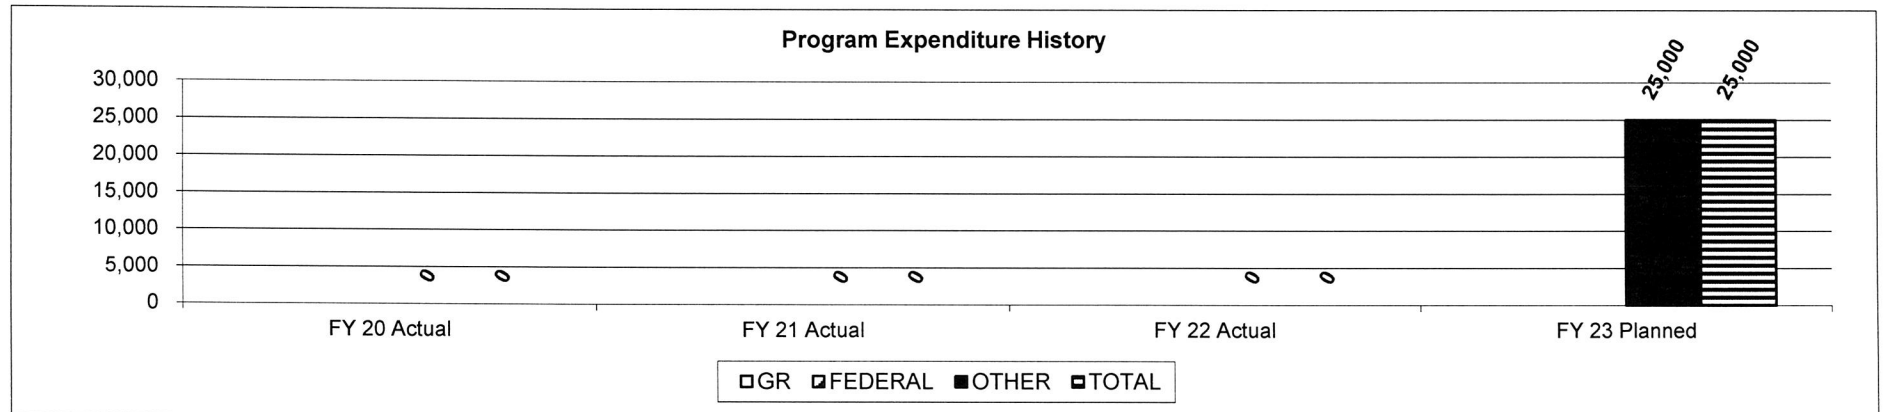 Program Expenditure History
30,000
25,000
20,000
15,000
10,000
5,000
0
25,000 25,000
0 0 0 0 0 0
FY 20 Actual FY 21 Actual FY 22 Actual FY 23 Planned
GR FEDERAL OTHER TOTAL